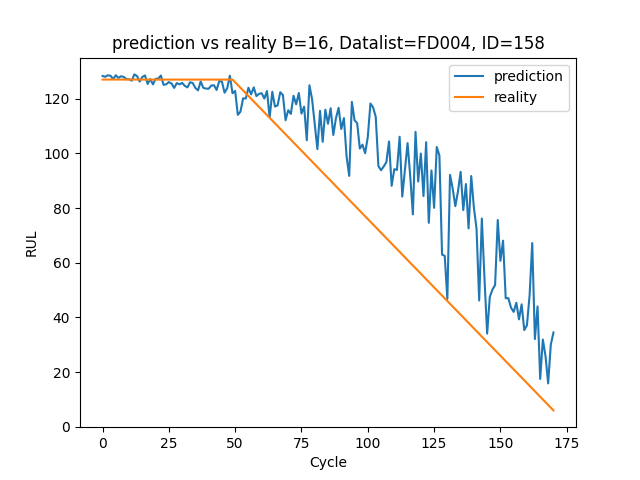 prediction vs reality B=16, Datalist=FD004, ID=158
prediction
reality
120
100
80
60
40
20
0
RUL
0 25 50 75 100 125 150 175
Cycle